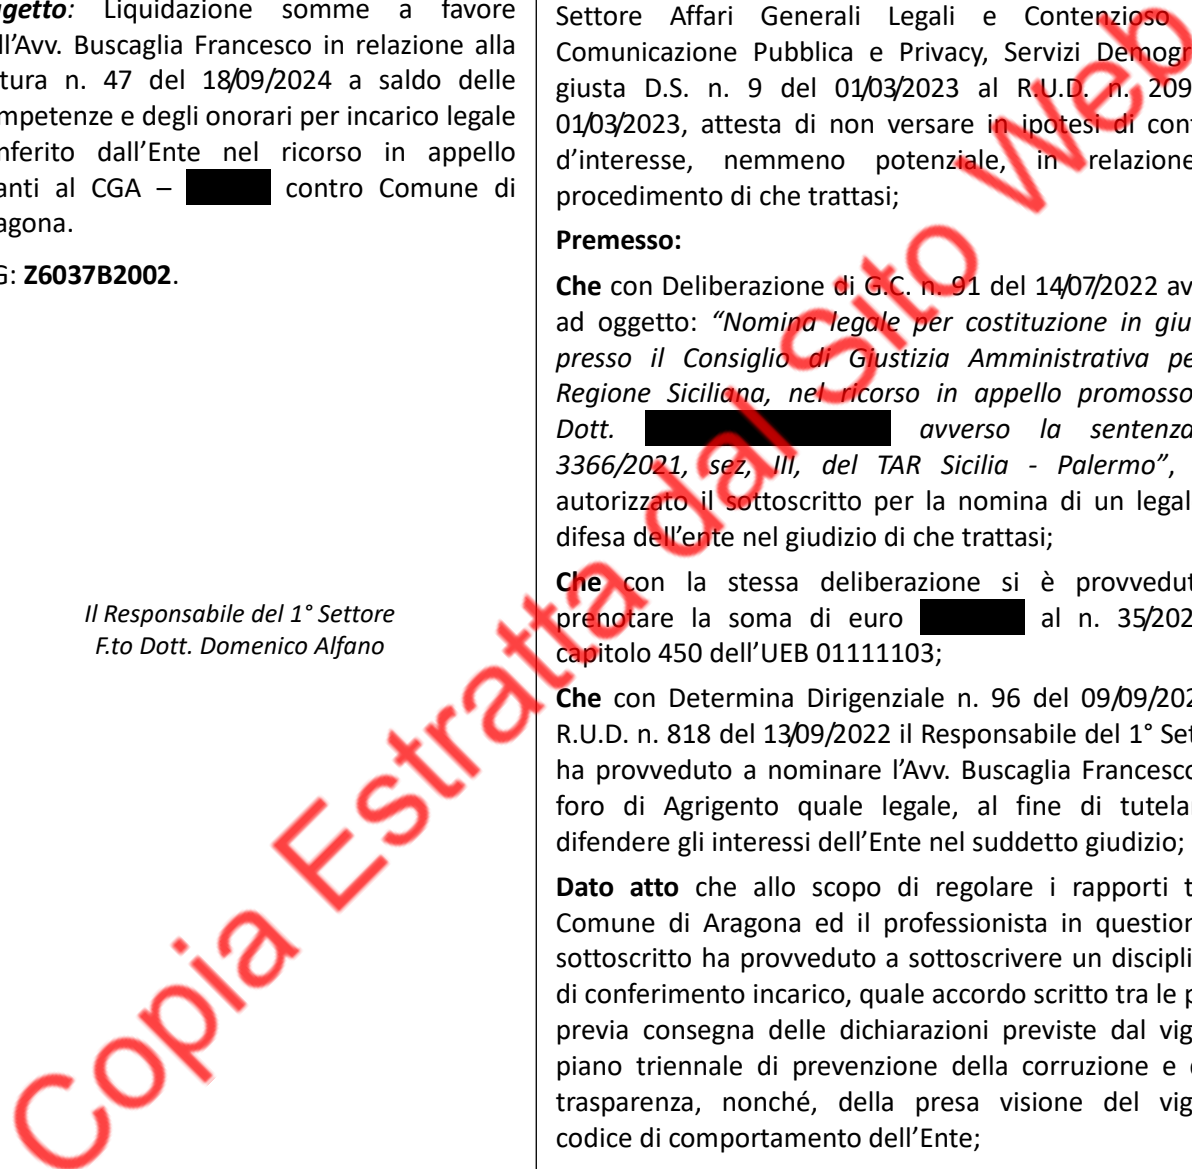 ggetto: Liquidazione somme a favore
ll’Avv. Buscaglia Francesco in relazione alla
tura n. 47 del 18/09/2024 a saldo delle
mpetenze e degli onorari per incarico legale
nferito dall’Ente nel ricorso in appello
anti al CGA – contro Comune di
agona.
G: Z6037B2002.
Il Responsabile del 1° Settore
F.to Dott. Domenico Alfano
Settore Affari Generali Legali e Contenzioso
Comunicazione Pubblica e Privacy, Servizi Demogr
giusta D.S. n. 9 del 01/03/2023 al R.U.D. n. 209
01/03/2023, attesta di non versare in ipotesi di conf
d’interesse, nemmeno potenziale, in relazione
procedimento di che trattasi;
Premesso:
Che con Deliberazione di G.C. n. 91 del 14/07/2022 av
ad oggetto: “Nomina legale per costituzione in giu
presso il Consiglio di Giustizia Amministrativa pe
Regione Siciliana, nel ricorso in appello promosso
Dott. avverso la sentenza
3366/2021, sez, III, del TAR Sicilia - Palermo”,
autorizzato il sottoscritto per la nomina di un legal
difesa dell’ente nel giudizio di che trattasi;
Che con la stessa deliberazione si è provvedut
prenotare la soma di euro al n. 35/202
capitolo 450 dell’UEB 01111103;
Che con Determina Dirigenziale n. 96 del 09/09/202
R.U.D. n. 818 del 13/09/2022 il Responsabile del 1° Set
ha provveduto a nominare l’Avv. Buscaglia Francesco
foro di Agrigento quale legale, al fine di tutela
difendere gli interessi dell’Ente nel suddetto giudizio;
Dato atto che allo scopo di regolare i rapporti t
Comune di Aragona ed il professionista in question
sottoscritto ha provveduto a sottoscrivere un discipli
di conferimento incarico, quale accordo scritto tra le p
previa consegna delle dichiarazioni previste dal vig
piano triennale di prevenzione della corruzione e
trasparenza, nonché, della presa visione del vig
codice di comportamento dell’Ente;
Copia Estratta dal Sito Web